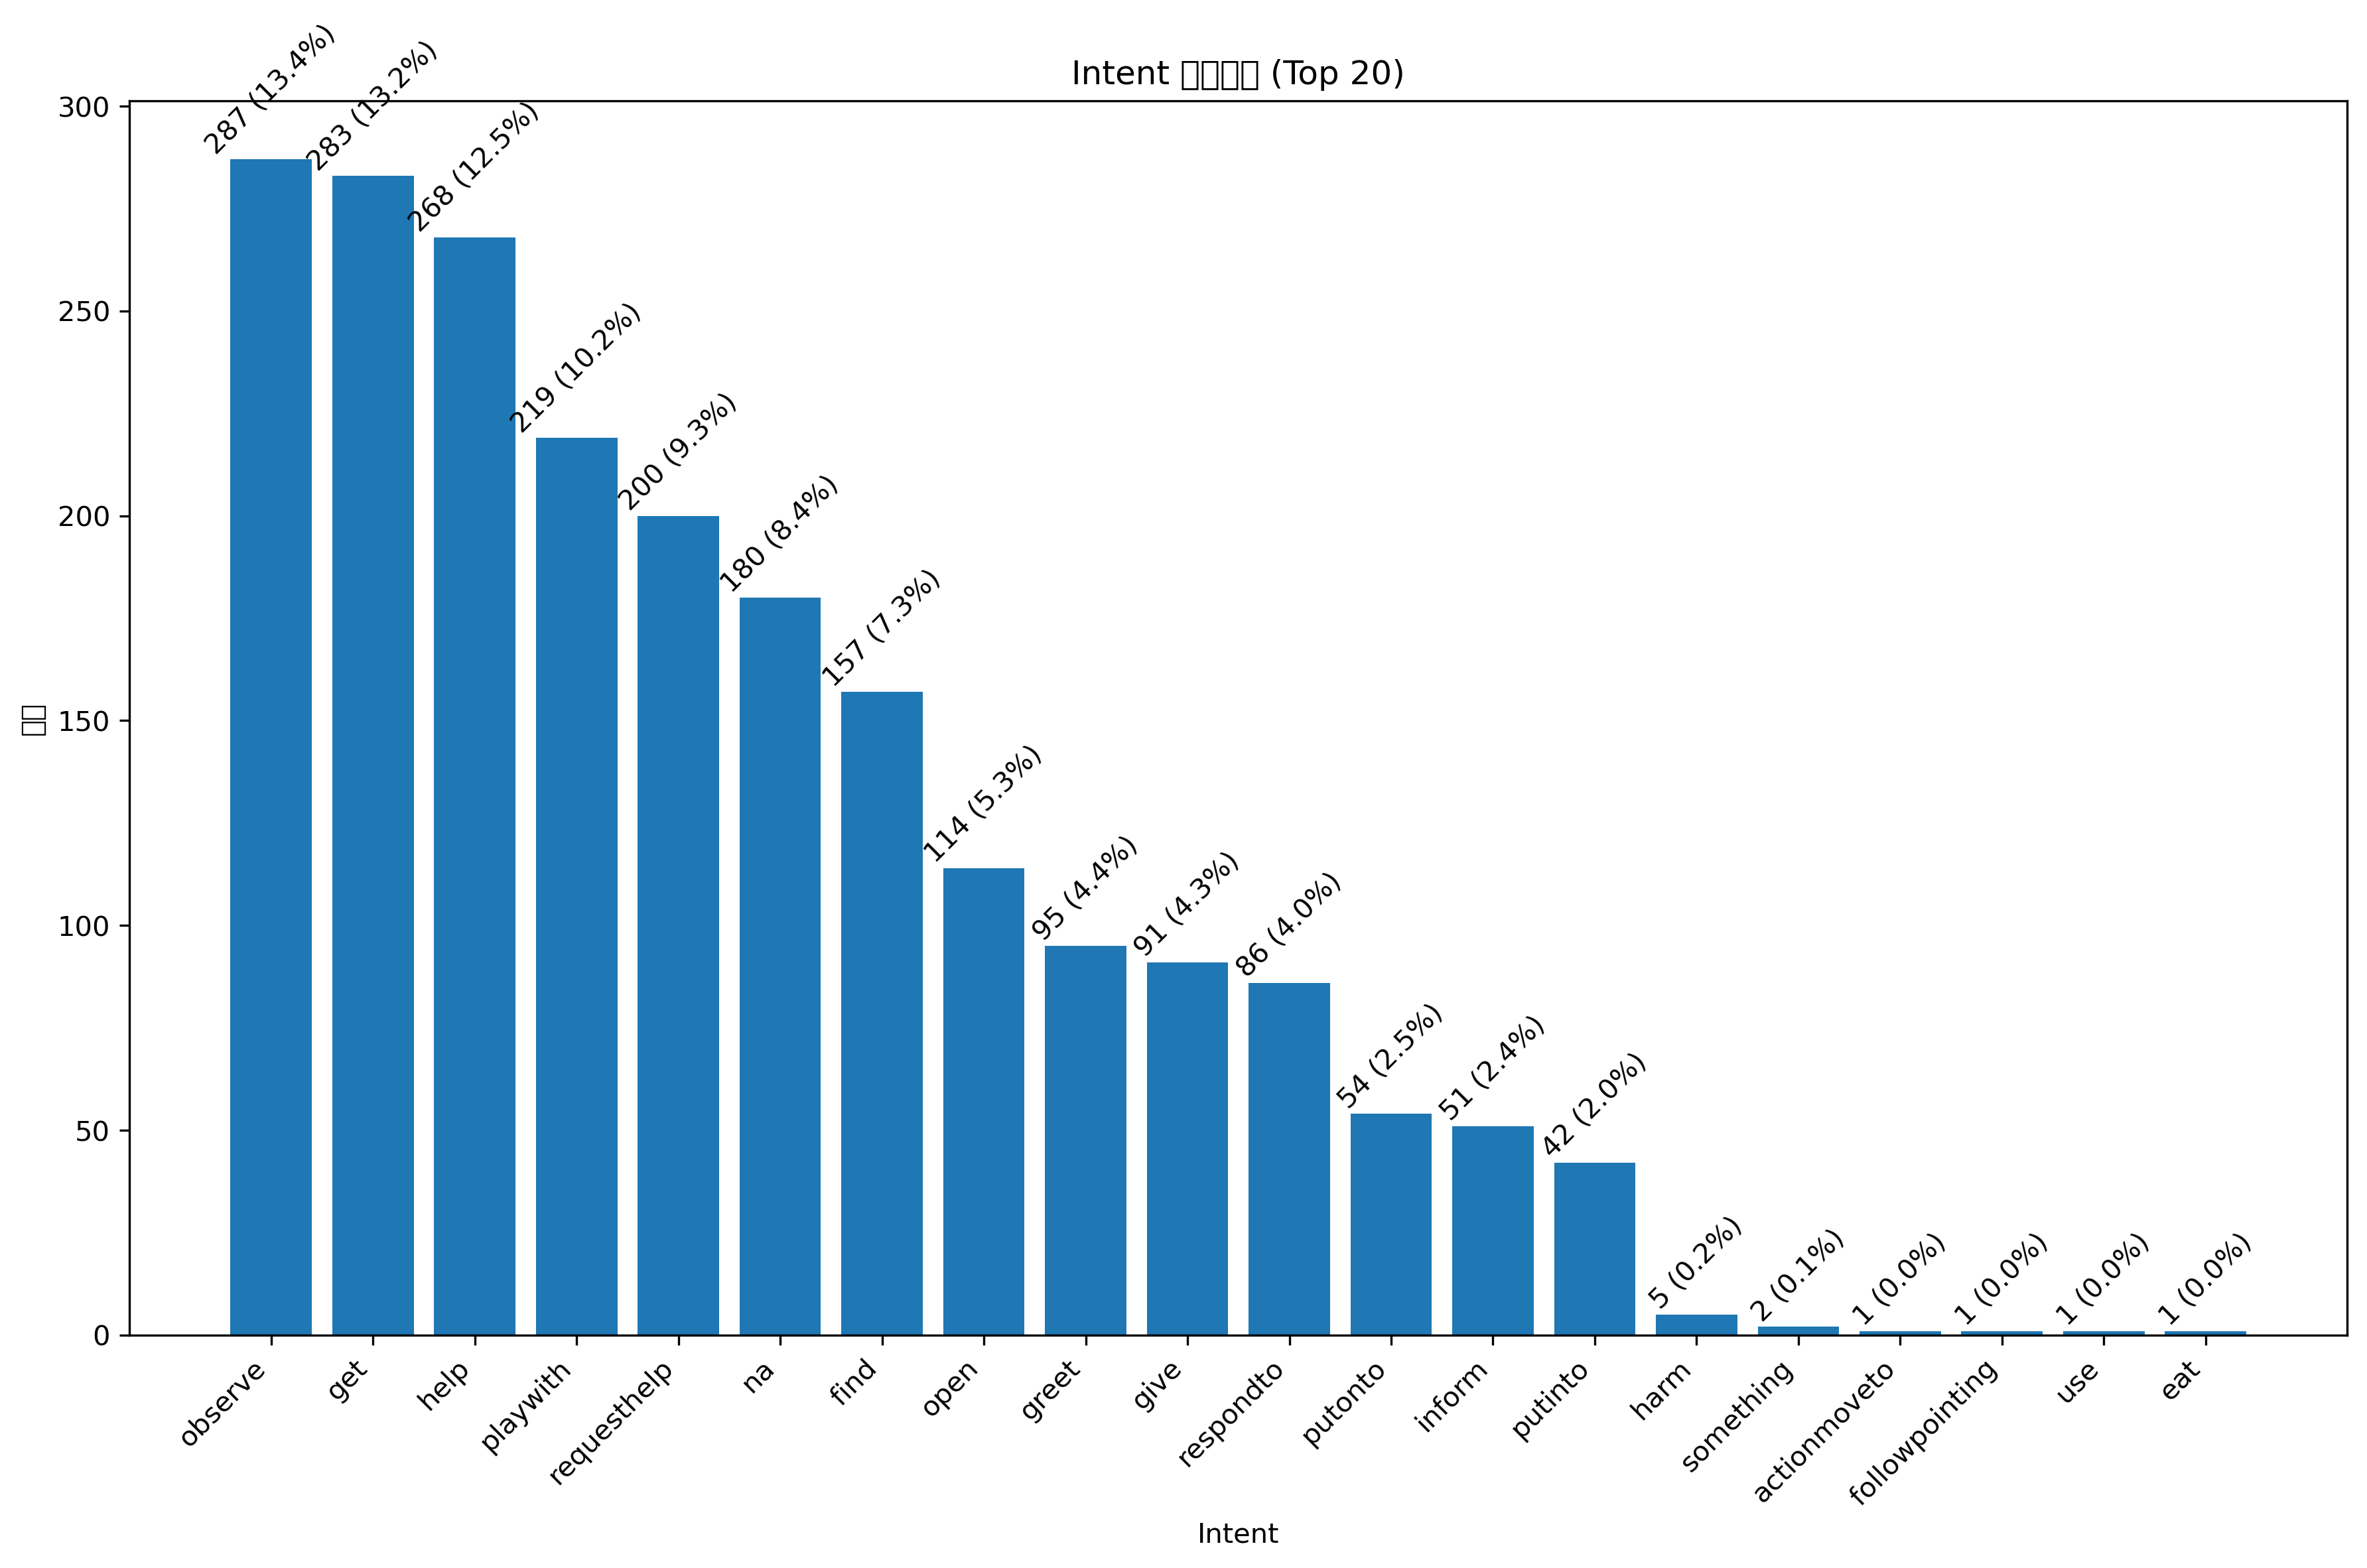 Intent (Top 20)
287 (13.4%)
283 (13.2%)
268 (12.5%)
219 (10.2%)
200 (9.3%)
180 (8.4%)
157 (7.3%)
114 (5.3%)
95 (4.4%)
91 (4.3%)
86 (4.0%)
54 (2.5%)
51 (2.4%)
42 (2.0%)
5 (0.2%)
2 (0.1%)
1 (0.0%)
1 (0.0%)
1 (0.0%)
1 (0.0%)
300
250
200
150
100
50
0
observe
get
help
playwith
requesthelp
na
find
open
greet
give
respondto
putonto
inform
putinto
harm
something
actionmoveto
followpointing
use
eat
Intent